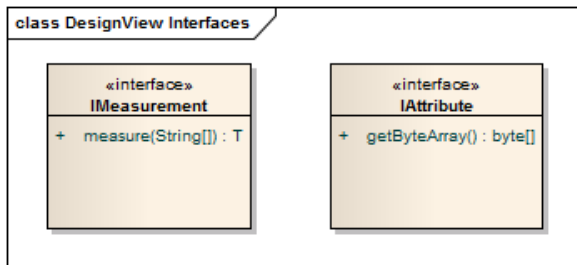 class DesignView Interfaces
«interface»
IMeasurement
+ measure(String[]) : T
«interface»
IAttribute
+ getByteArray() : byte[]